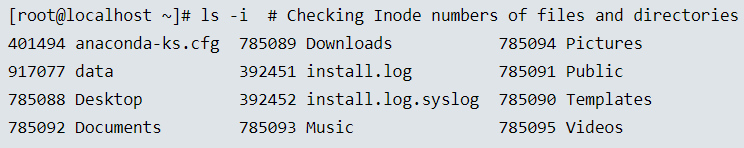 [root@localhost ~]# ls -i  # Checking Inode numbers of files and directories
401494 anaconda-ks.cfg  785089 Downloads           785094 Pictures
917077 data             392451 install.log         785091 Public
785088 Desktop          392452 install.log.syslog  785090 Templates
785092 Documents        785093 Music               785095 Videos